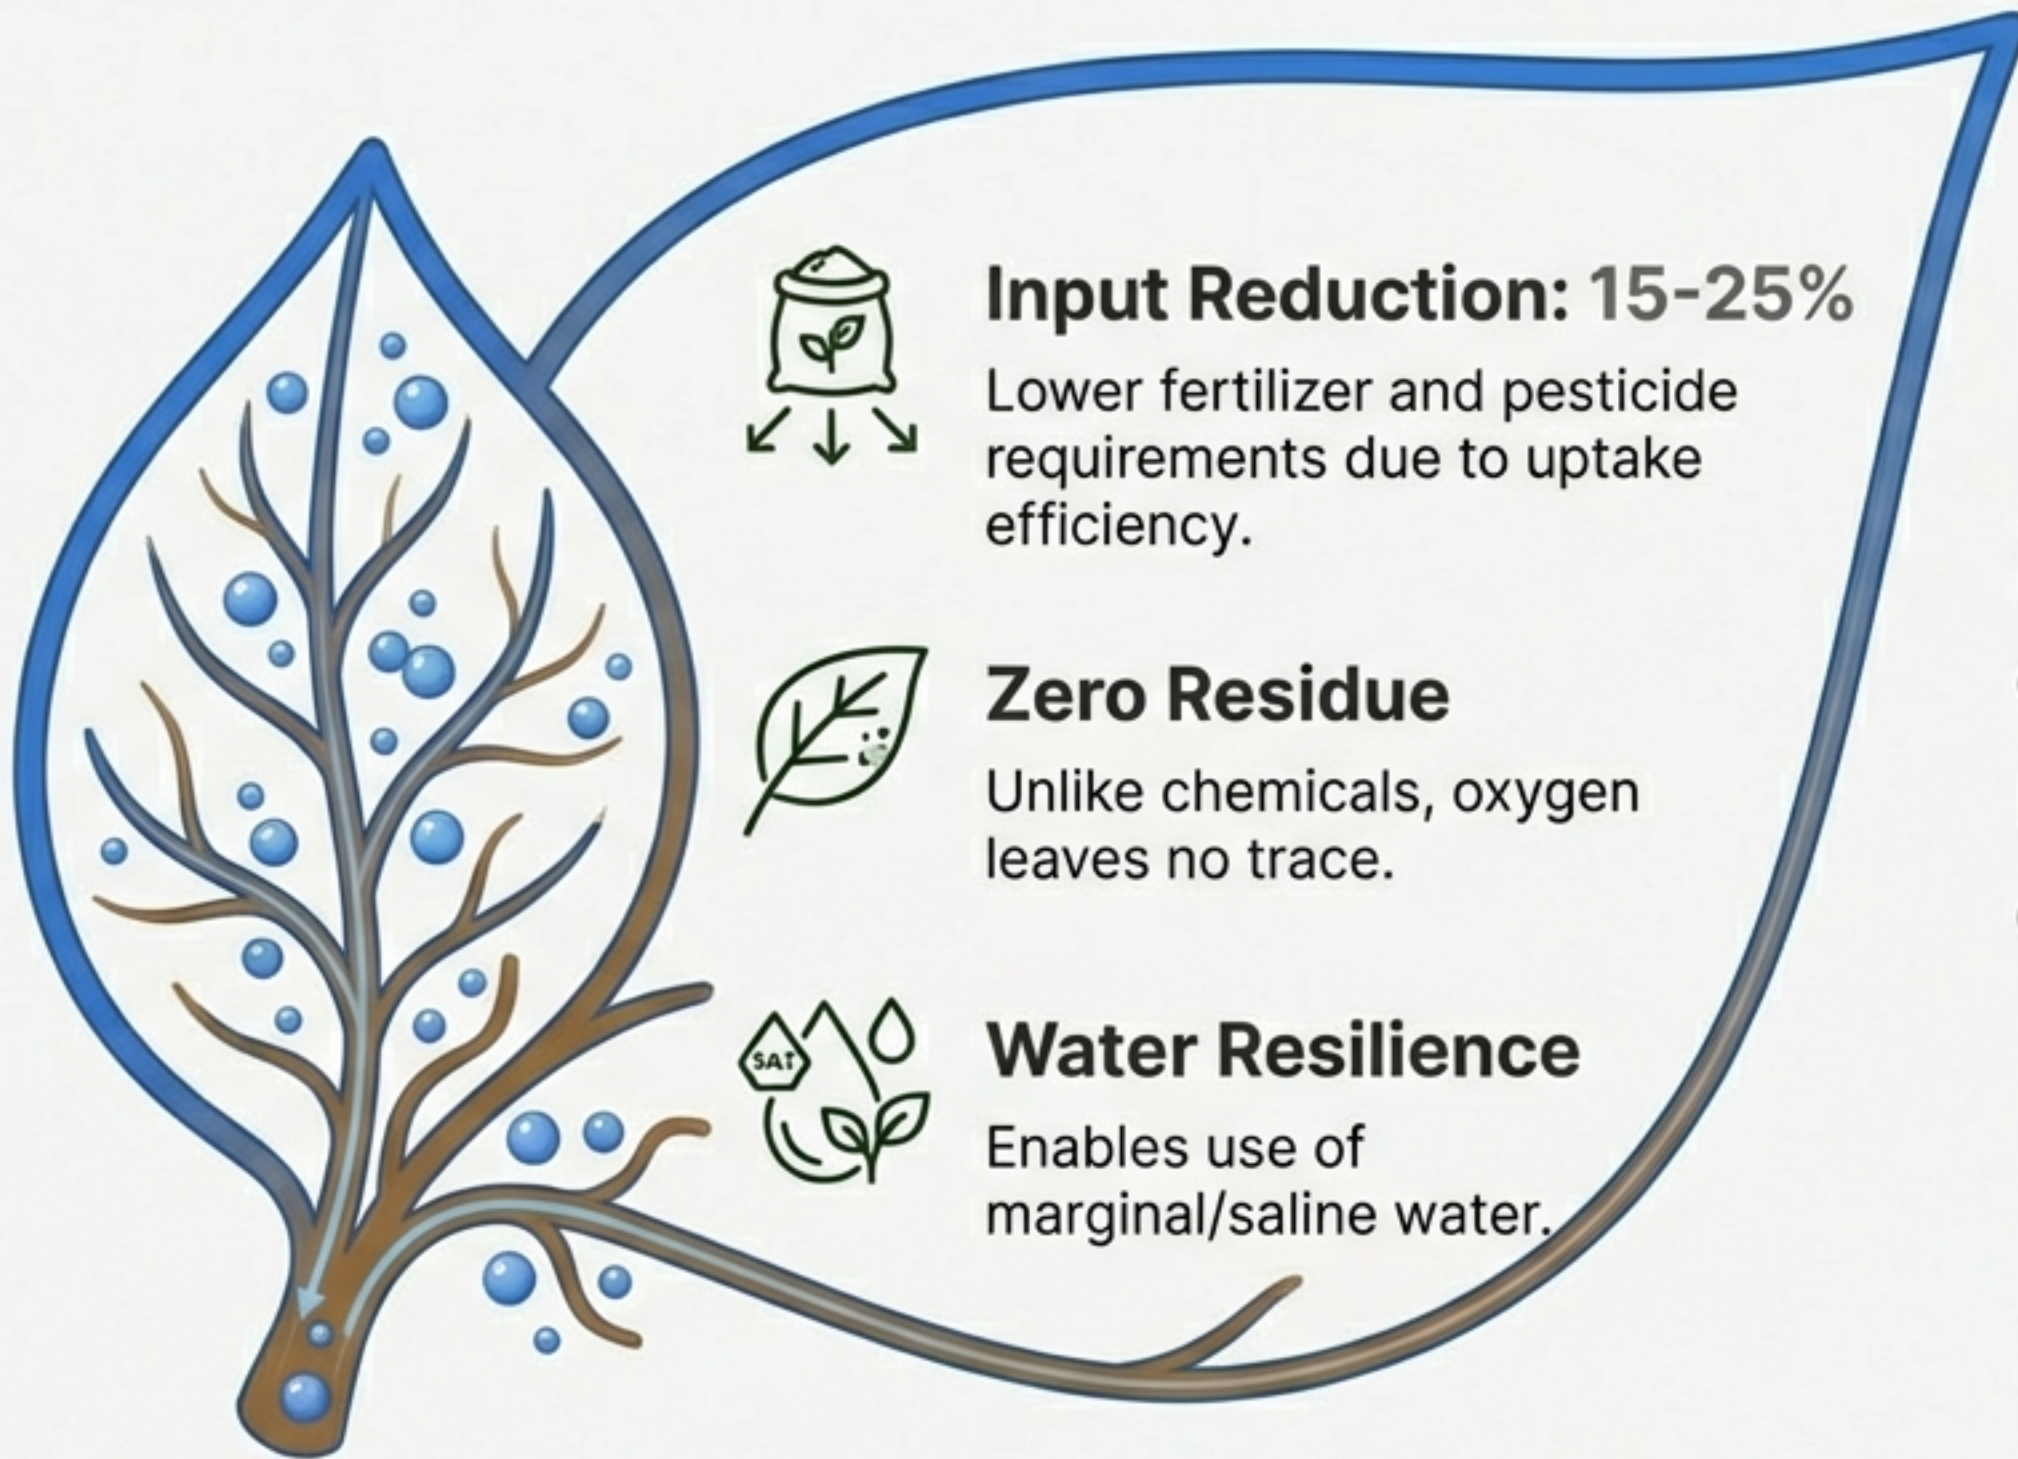 Input Reduction: 15-25%
Lower fertilizer and pesticide
requirements due to uptake
efficiency.
Zero Residue
Unlike chemicals, oxygen
leaves no trace.
SAT
Water Resilience
Enables use of
marginal/saline water.